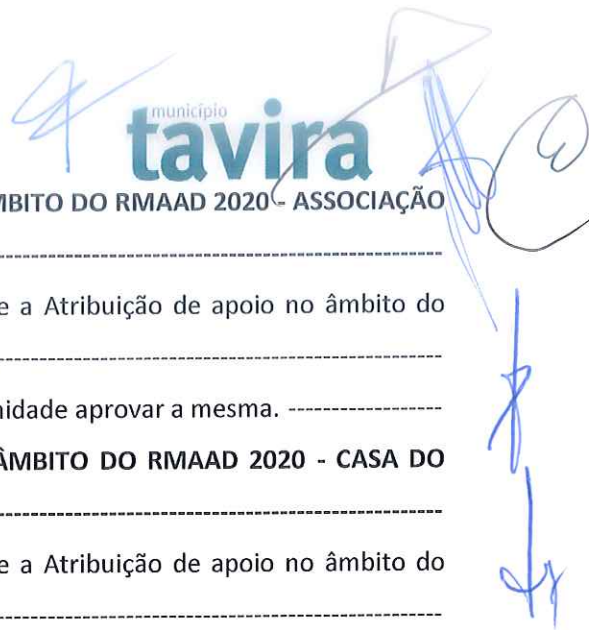 município
tavira
MBITO DO RMAAD 2020 - ASSOCIAÇÃO
--------------------------------------------------------------------------------
e a Atribuição de apoio no âmbito do
--------------------------------------------------------------------------------
nidade aprovar a mesma. -----------------
ÂMBITO DO RMAAD 2020 - CASA DO
--------------------------------------------------------------------------------
e a Atribuição de apoio no âmbito do
--------------------------------------------------------------------------------